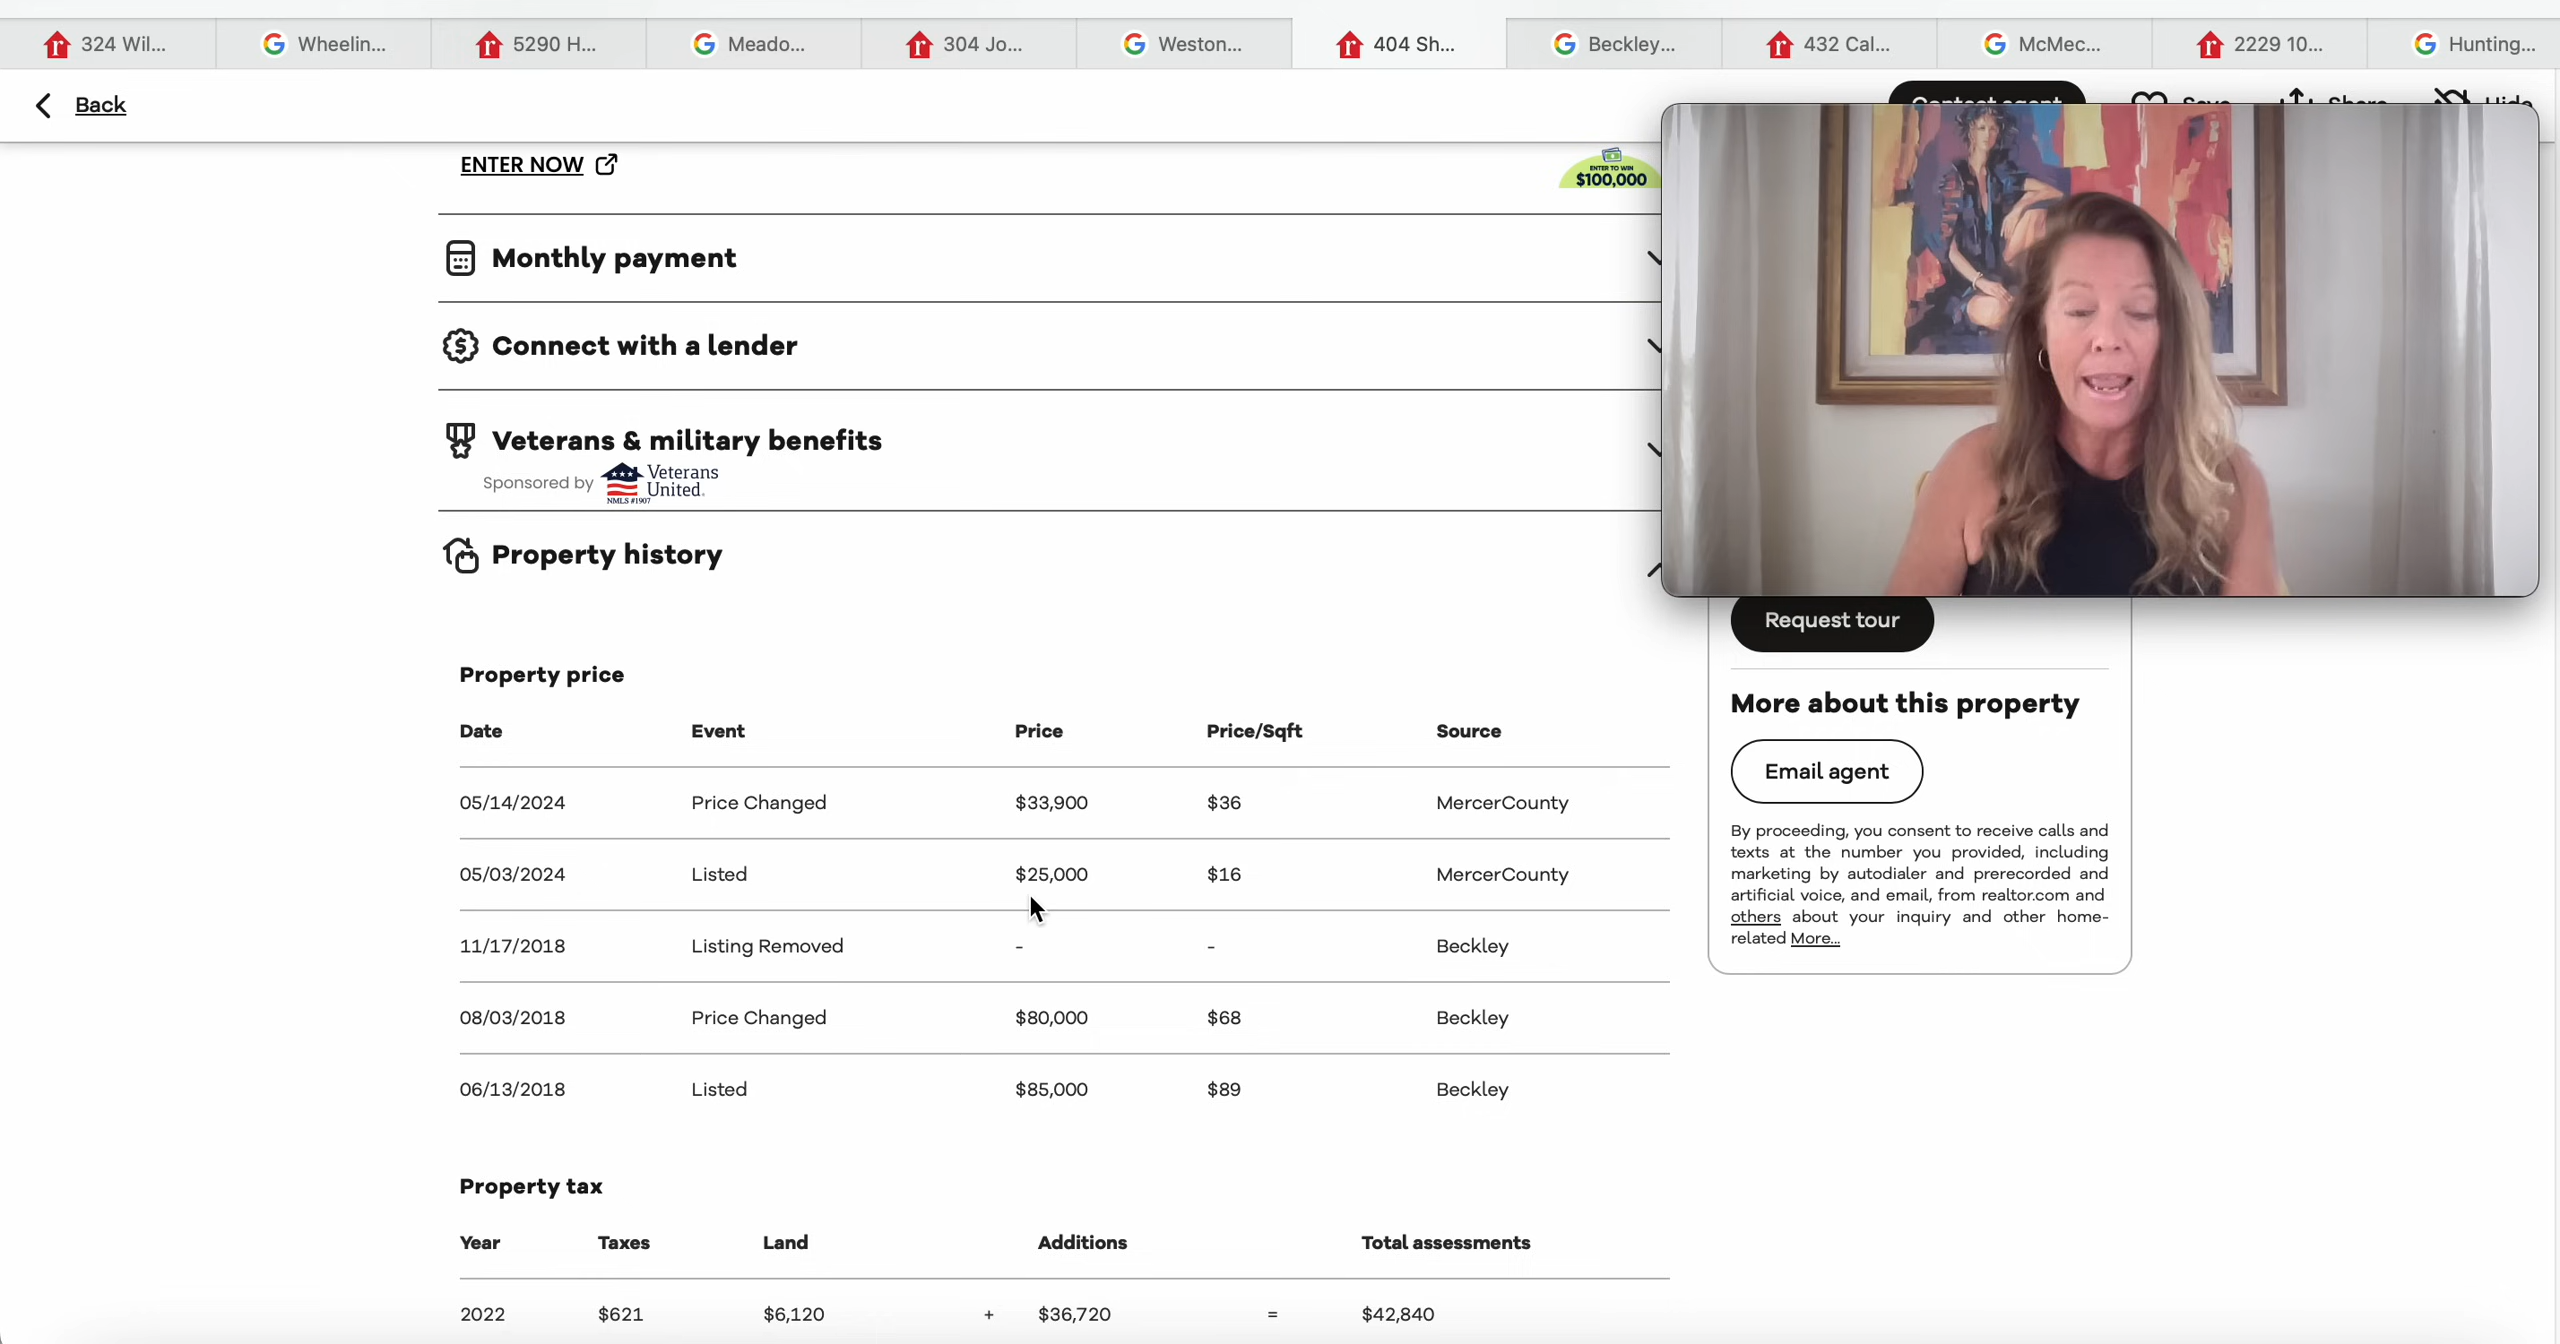 324 Wil... Wheelin... 5290 H... Meado... 304 Jo... Weston... 404 Sh... Beckley... 432 Cal... McMec... 2229 10... Hunting...
Back
ENTER NOW
ENTER TO WIN
$100,000
Monthly payment
Connect with a lender
Veterans & military benefits
Sponsored by Veterans United.
NMLS #1907
Property history
Property price
Date Event Price Price/Sqft Source
05/14/2024 Price Changed $33,900 $36 MercerCounty
05/03/2024 Listed $25,000 $16 MercerCounty
11/17/2018 Listing Removed - - Beckley
08/03/2018 Price Changed $80,000 $68 Beckley
06/13/2018 Listed $85,000 $89 Beckley
Property tax
Year Taxes Land Additions Total assessments
2022 $621 $6,120 + $36,720 = $42,840
Request tour
More about this property
Email agent
By proceeding, you consent to receive calls and
texts at the number you provided, including
marketing by autodialer and prerecorded and
artificial voice, and email, from realtor.com and
others about your inquiry and other home-
related More...